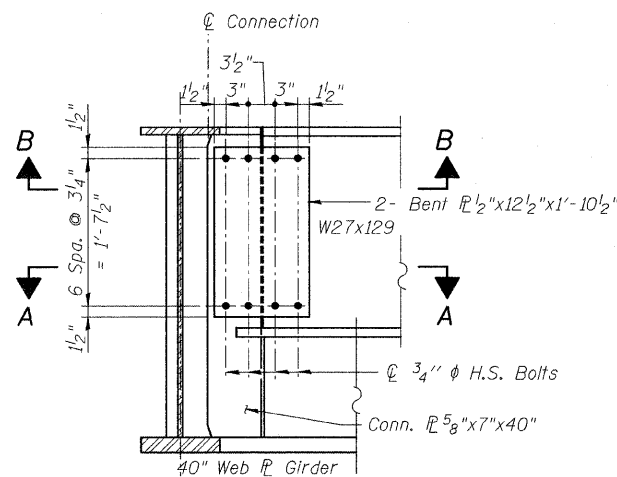 ℄ Connection
3½"
1½" 3" 3" 1½"
1½"
B B
6 Spa. @ 3¼"
= 1'-7½"
2- Bent ℙ ½"x12½"x1'-10½"
W27x129
A A
1½"
℄ ¾" ϕ H.S. Bolts
Conn. ℙ ⅝"x7"x40"
40" Web ℙ Girder